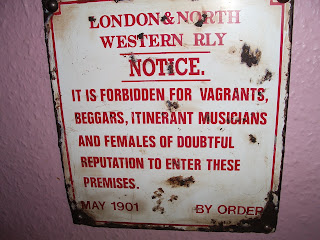 LONDON & NORTH
WESTERN RLY
NOTICE.
IT IS FORBIDDEN FOR VAGRANTS,
BEGGARS, ITINERANT MUSICIANS
AND FEMALES OF DOUBTFUL
REPUTATION TO ENTER THESE
PREMISES.
MAY 1901 BY ORDER